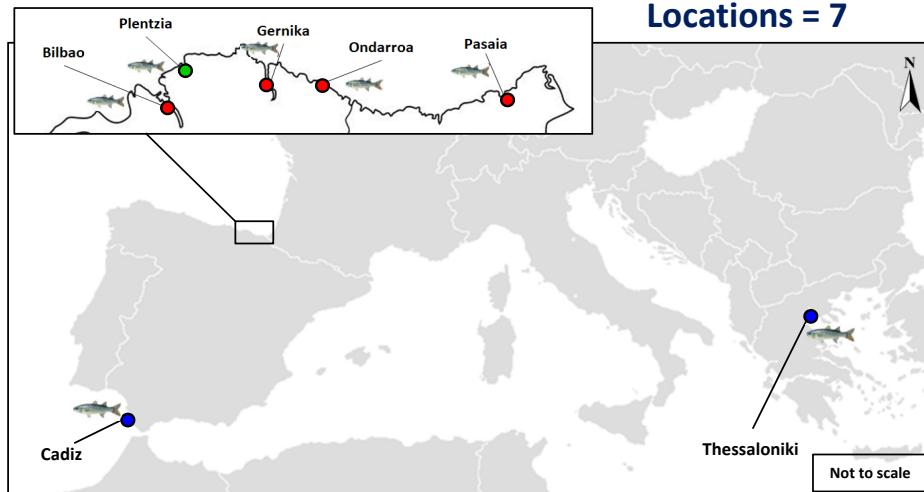 Locations = 7
Plentzia
Gernika
Bilbao
Ondarroa
Pasaia
N
Cadiz
Thessaloniki
Not to scale